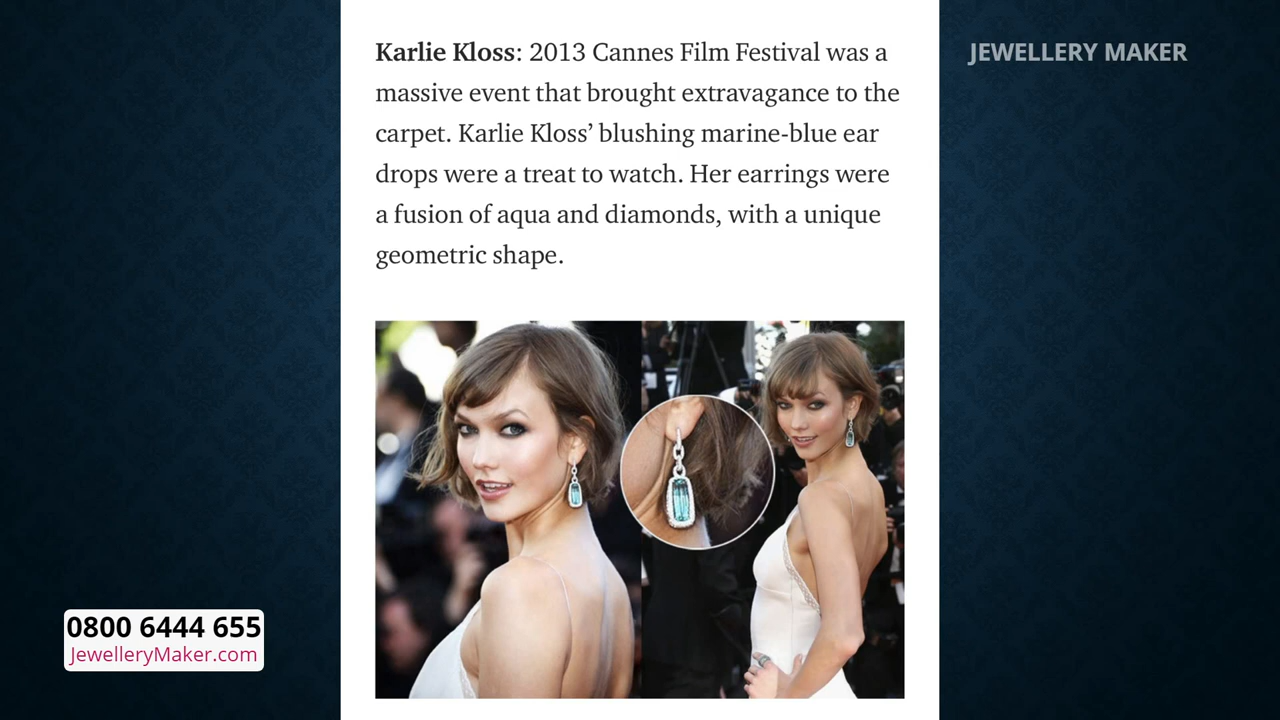 Karlie Kloss: 2013 Cannes Film Festival was a
massive event that brought extravagance to the
carpet. Karlie Kloss’ blushing marine-blue ear
drops were a treat to watch. Her earrings were
a fusion of aqua and diamonds, with a unique
geometric shape.
JEWELLERY MAKER
0800 6444 655
JewelleryMaker.com